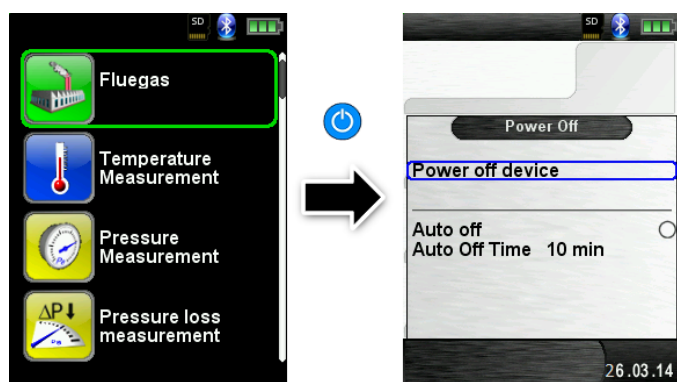 SD
Fluegas
Temperature
Measurement
Pressure
Measurement
ΔP↓
Pressure loss
measurement
SD
Power Off
Power off device
Auto off
Auto Off Time 10 min
26.03.14